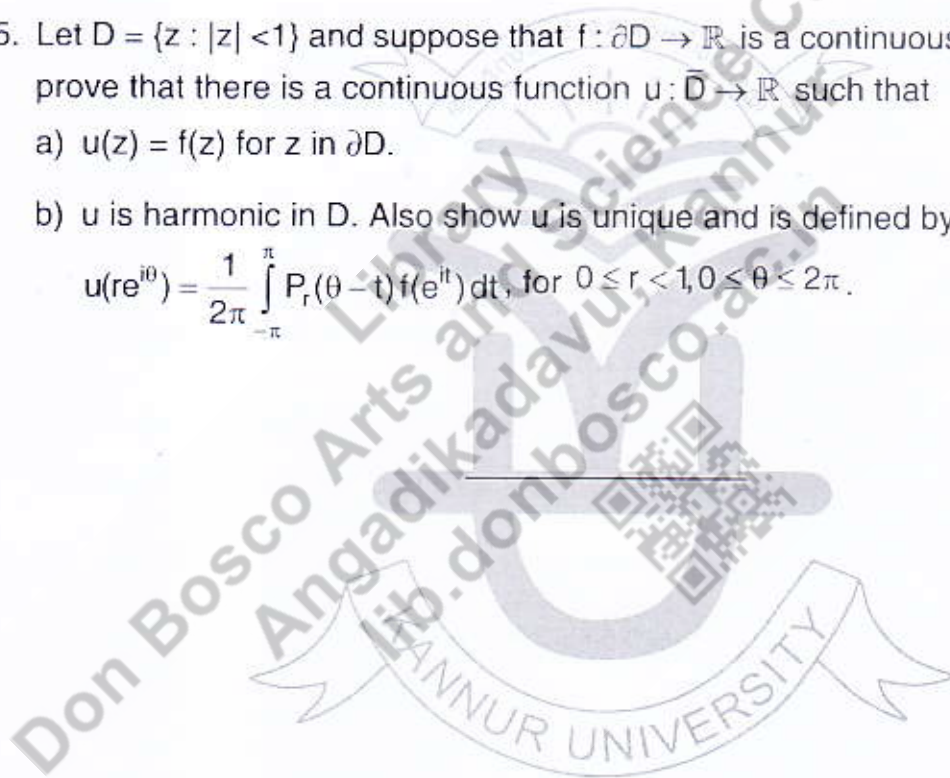 5. Let D = {z : |z| <1} and suppose that f : ∂D → ℝ is a continuous
prove that there is a continuous function u : D̄ → ℝ such that
a) u(z) = f(z) for z in ∂D.
b) u is harmonic in D. Also show u is unique and is defined by
u(re^{iθ}) = \frac{1}{2π} \int_{-π}^{π} P_r(θ – t) f(e^{it}) dt, for 0 ≤ r < 1, 0 ≤ θ ≤ 2π.
Library
Don Bosco Arts and Science
Angadikadavu, Kannur
lib.donbosco.ac.in
KANNUR UNIVERSITY